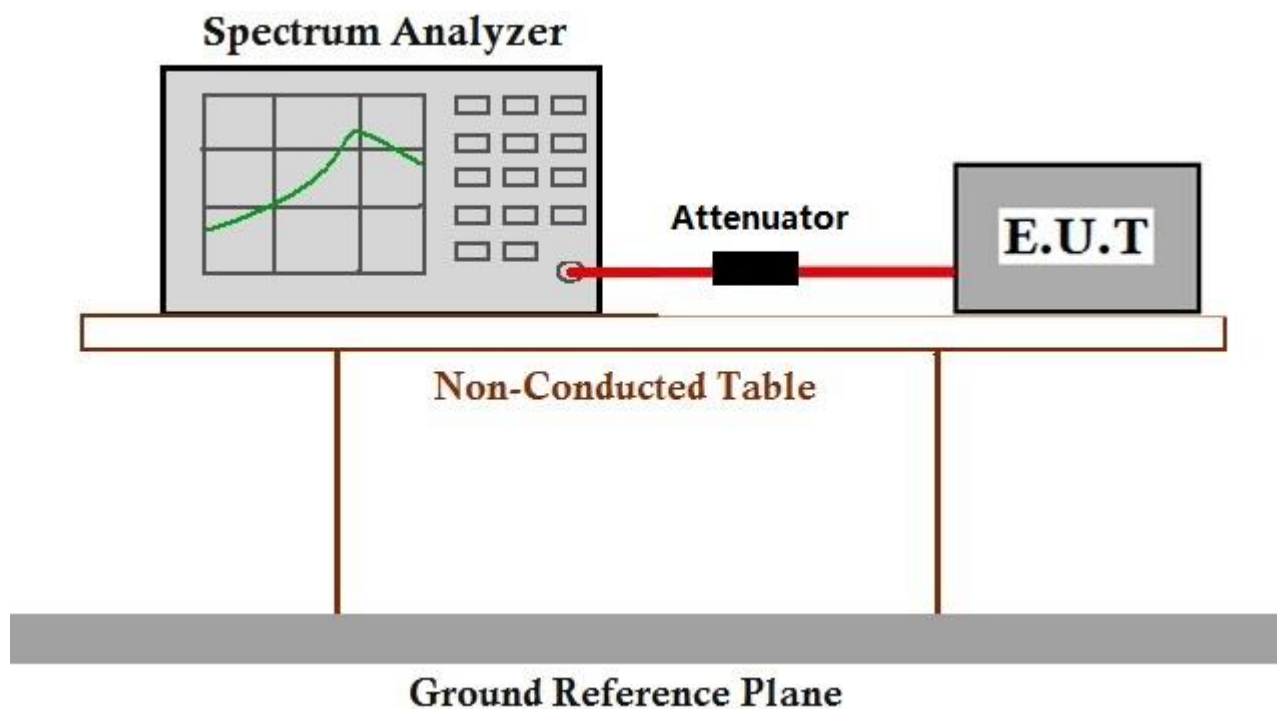 Spectrum Analyzer
Attenuator
E.U.T
Non-Conducted Table
Ground Reference Plane